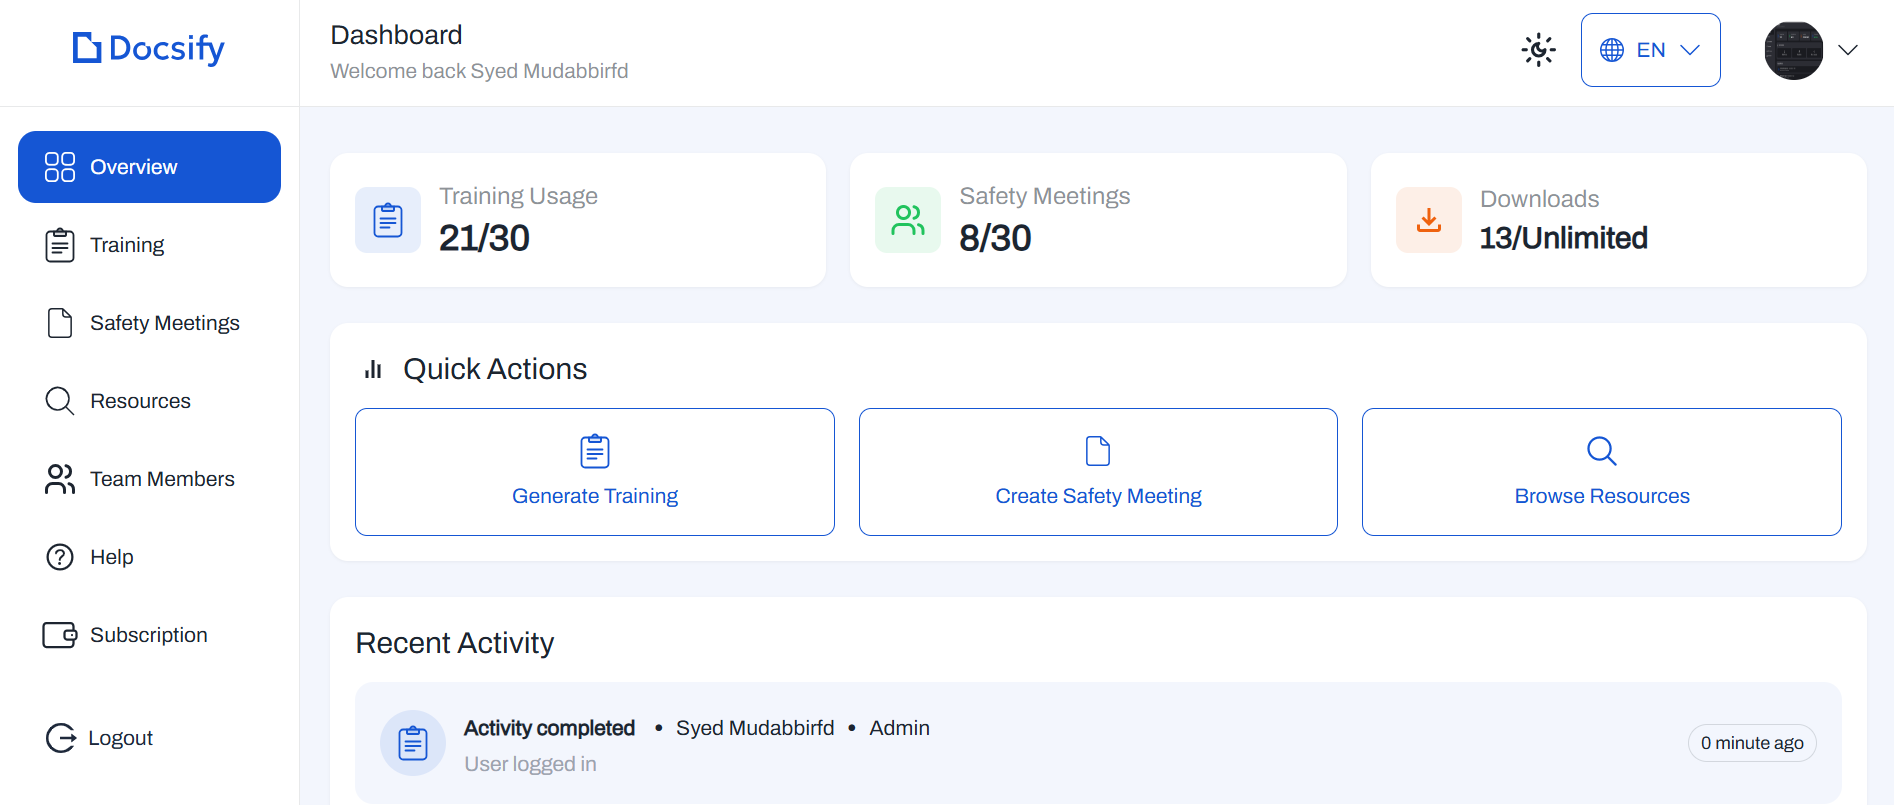 Docsify
Dashboard
Welcome back Syed Mudabbirfd
EN
Overview
Training
Safety Meetings
Resources
Team Members
Help
Subscription
Logout
Training Usage
21/30
Safety Meetings
8/30
Downloads
13/Unlimited
Quick Actions
Generate Training
Create Safety Meeting
Browse Resources
Recent Activity
Activity completed • Syed Mudabbirfd • Admin
User logged in
0 minute ago